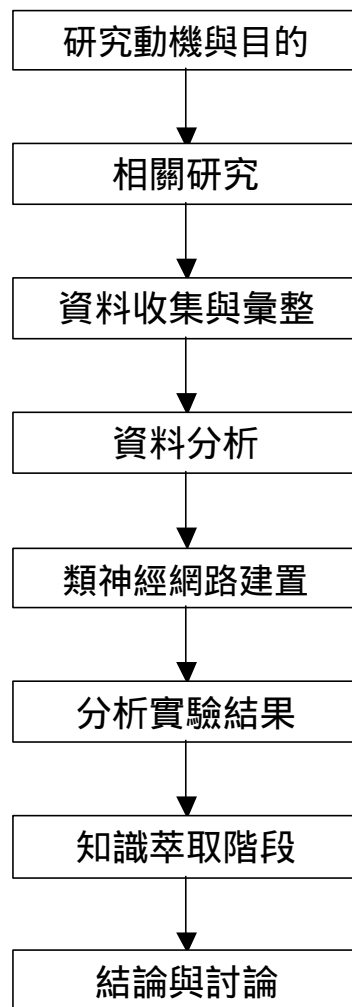 研究動機與目的
相關研究
資料收集與彙整
資料分析
類神經網路建置
分析實驗結果
知識萃取階段
結論與討論